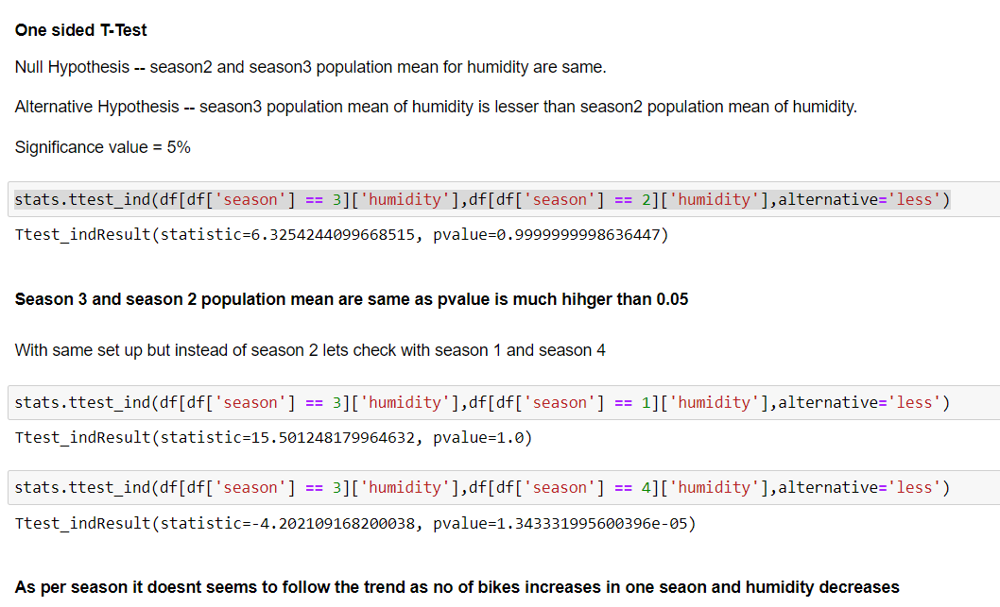 One sided T-Test
Null Hypothesis -- season2 and season3 population mean for humidity are same.
Alternative Hypothesis -- season3 population mean of humidity is lesser than season2 population mean of humidity.
Significance value = 5%
stats.ttest_ind(df[df['season'] == 3]['humidity'],df[df['season'] == 2]['humidity'],alternative='less')
Ttest_indResult(statistic=6.3254244099668515, pvalue=0.9999999998636447)
Season 3 and season 2 population mean are same as pvalue is much hihger than 0.05
With same set up but instead of season 2 lets check with season 1 and season 4
stats.ttest_ind(df[df['season'] == 3]['humidity'],df[df['season'] == 1]['humidity'],alternative='less')
Ttest_indResult(statistic=15.501248179964632, pvalue=1.0)
stats.ttest_ind(df[df['season'] == 3]['humidity'],df[df['season'] == 4]['humidity'],alternative='less')
Ttest_indResult(statistic=-4.202109168200038, pvalue=1.343331995600396e-05)
As per season it doesnt seems to follow the trend as no of bikes increases in one seaon and humidity decreases